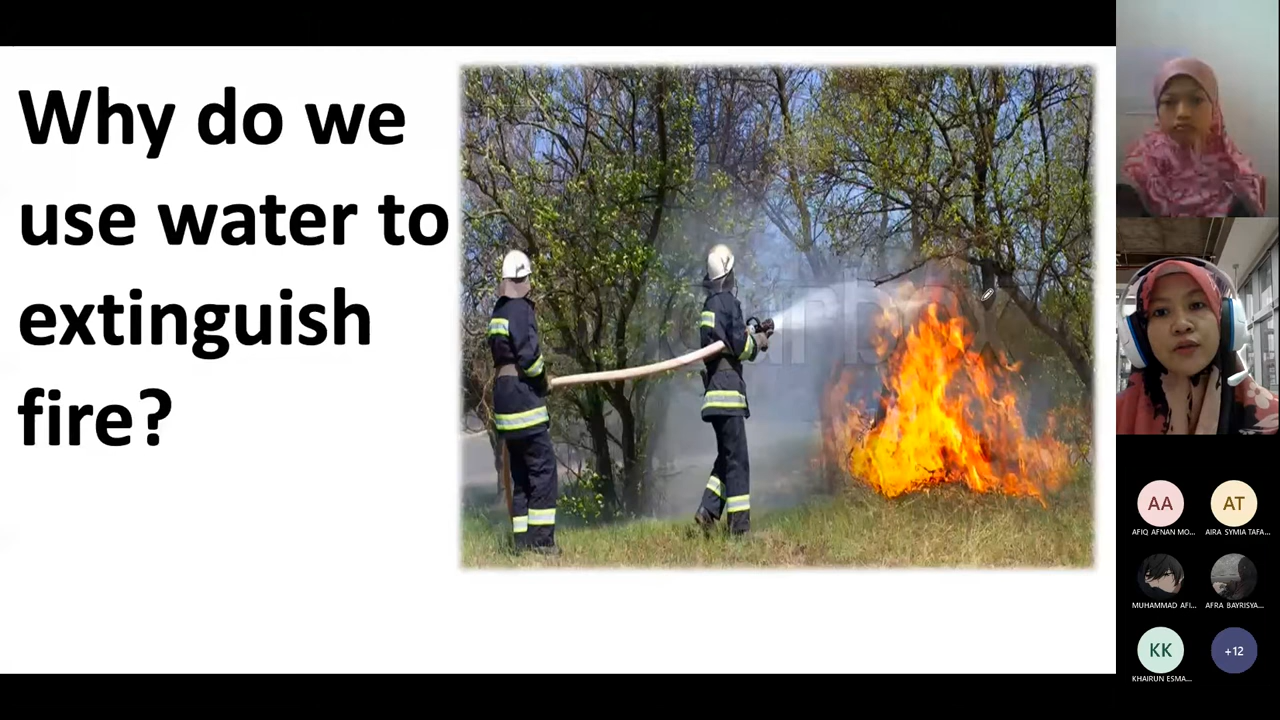 Why do we
use water to
extinguish
fire?
AA
AT
AFIQ AFNAN MO...
AIRA SYMIA TAFA...
MUHAMMAD AFI...
AFRA BAYRISYA...
KK
+12
KHAIRUN ESMA...